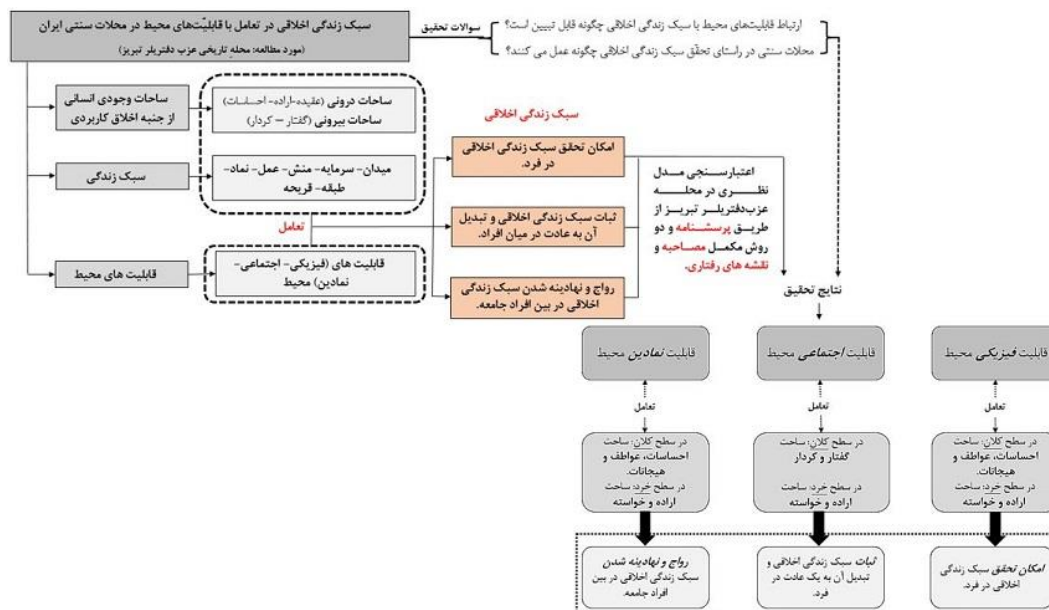 سبک زندگی اخلاقی در تعامل با قابلیّت‌های محیط در محلات سنتی ایران
(مورد مطالعه: محله تاریخی عزب دفتریلر تبریز)
سوالات تحقیق
ارتباط قابلیت‌های محیط با سبک زندگی اخلاقی چگونه قابل تبیین است؟
محلات سنتی در راستای تحقّق سبک زندگی اخلاقی چگونه عمل می کنند؟
ساحات وجودی انسانی
از جنبه اخلاق کاربردی
ساحات درونی (عقیده-اراده- احساسات)
ساحات بیرونی (گفتار – کردار)
سبک زندگی
میدان- سرمایه- منش- عمل- نماد-
طبقه- قریحه
تعامل
قابلیت های محیط
قابلیت های (فیزیکی- اجتماعی-
نمادین) محیط
سبک زندگی اخلاقی
امکان تحقق سبک زندگی اخلاقی
در فرد.
ثبات سبک زندگی اخلاقی و تبدیل
آن به عادت در میان افراد.
رواج و نهادینه شدن سبک زندگی
اخلاقی در بین افراد جامعه.
اعتبارسنجی مدل
نظری در محله
عزب‌دفتریلر تبریز از
طریق پرسشنامه و دو
روش مکمل مصاحبه و
نقشه های رفتاری.
نتایج تحقیق
قابلیت فیزیکی محیط
تعامل
در سطح کلان: ساحت
احساسات، عواطف و
هیجانات.
در سطح خرد: ساحت
اراده و خواسته
امکان تحقق سبک زندگی
اخلاقی در فرد.
قابلیت اجتماعی محیط
تعامل
در سطح کلان: ساحت
گفتار و کردار
در سطح خرد: ساحت
اراده و خواسته
ثبات سبک زندگی اخلاقی و
تبدیل آن به یک عادت در
فرد.
قابلیت نمادین محیط
تعامل
در سطح کلان: ساحت
احساسات، عواطف و
هیجانات.
در سطح خرد: ساحت
اراده و خواسته
رواج و نهادینه شدن
سبک زندگی اخلاقی در بین
افراد جامعه.